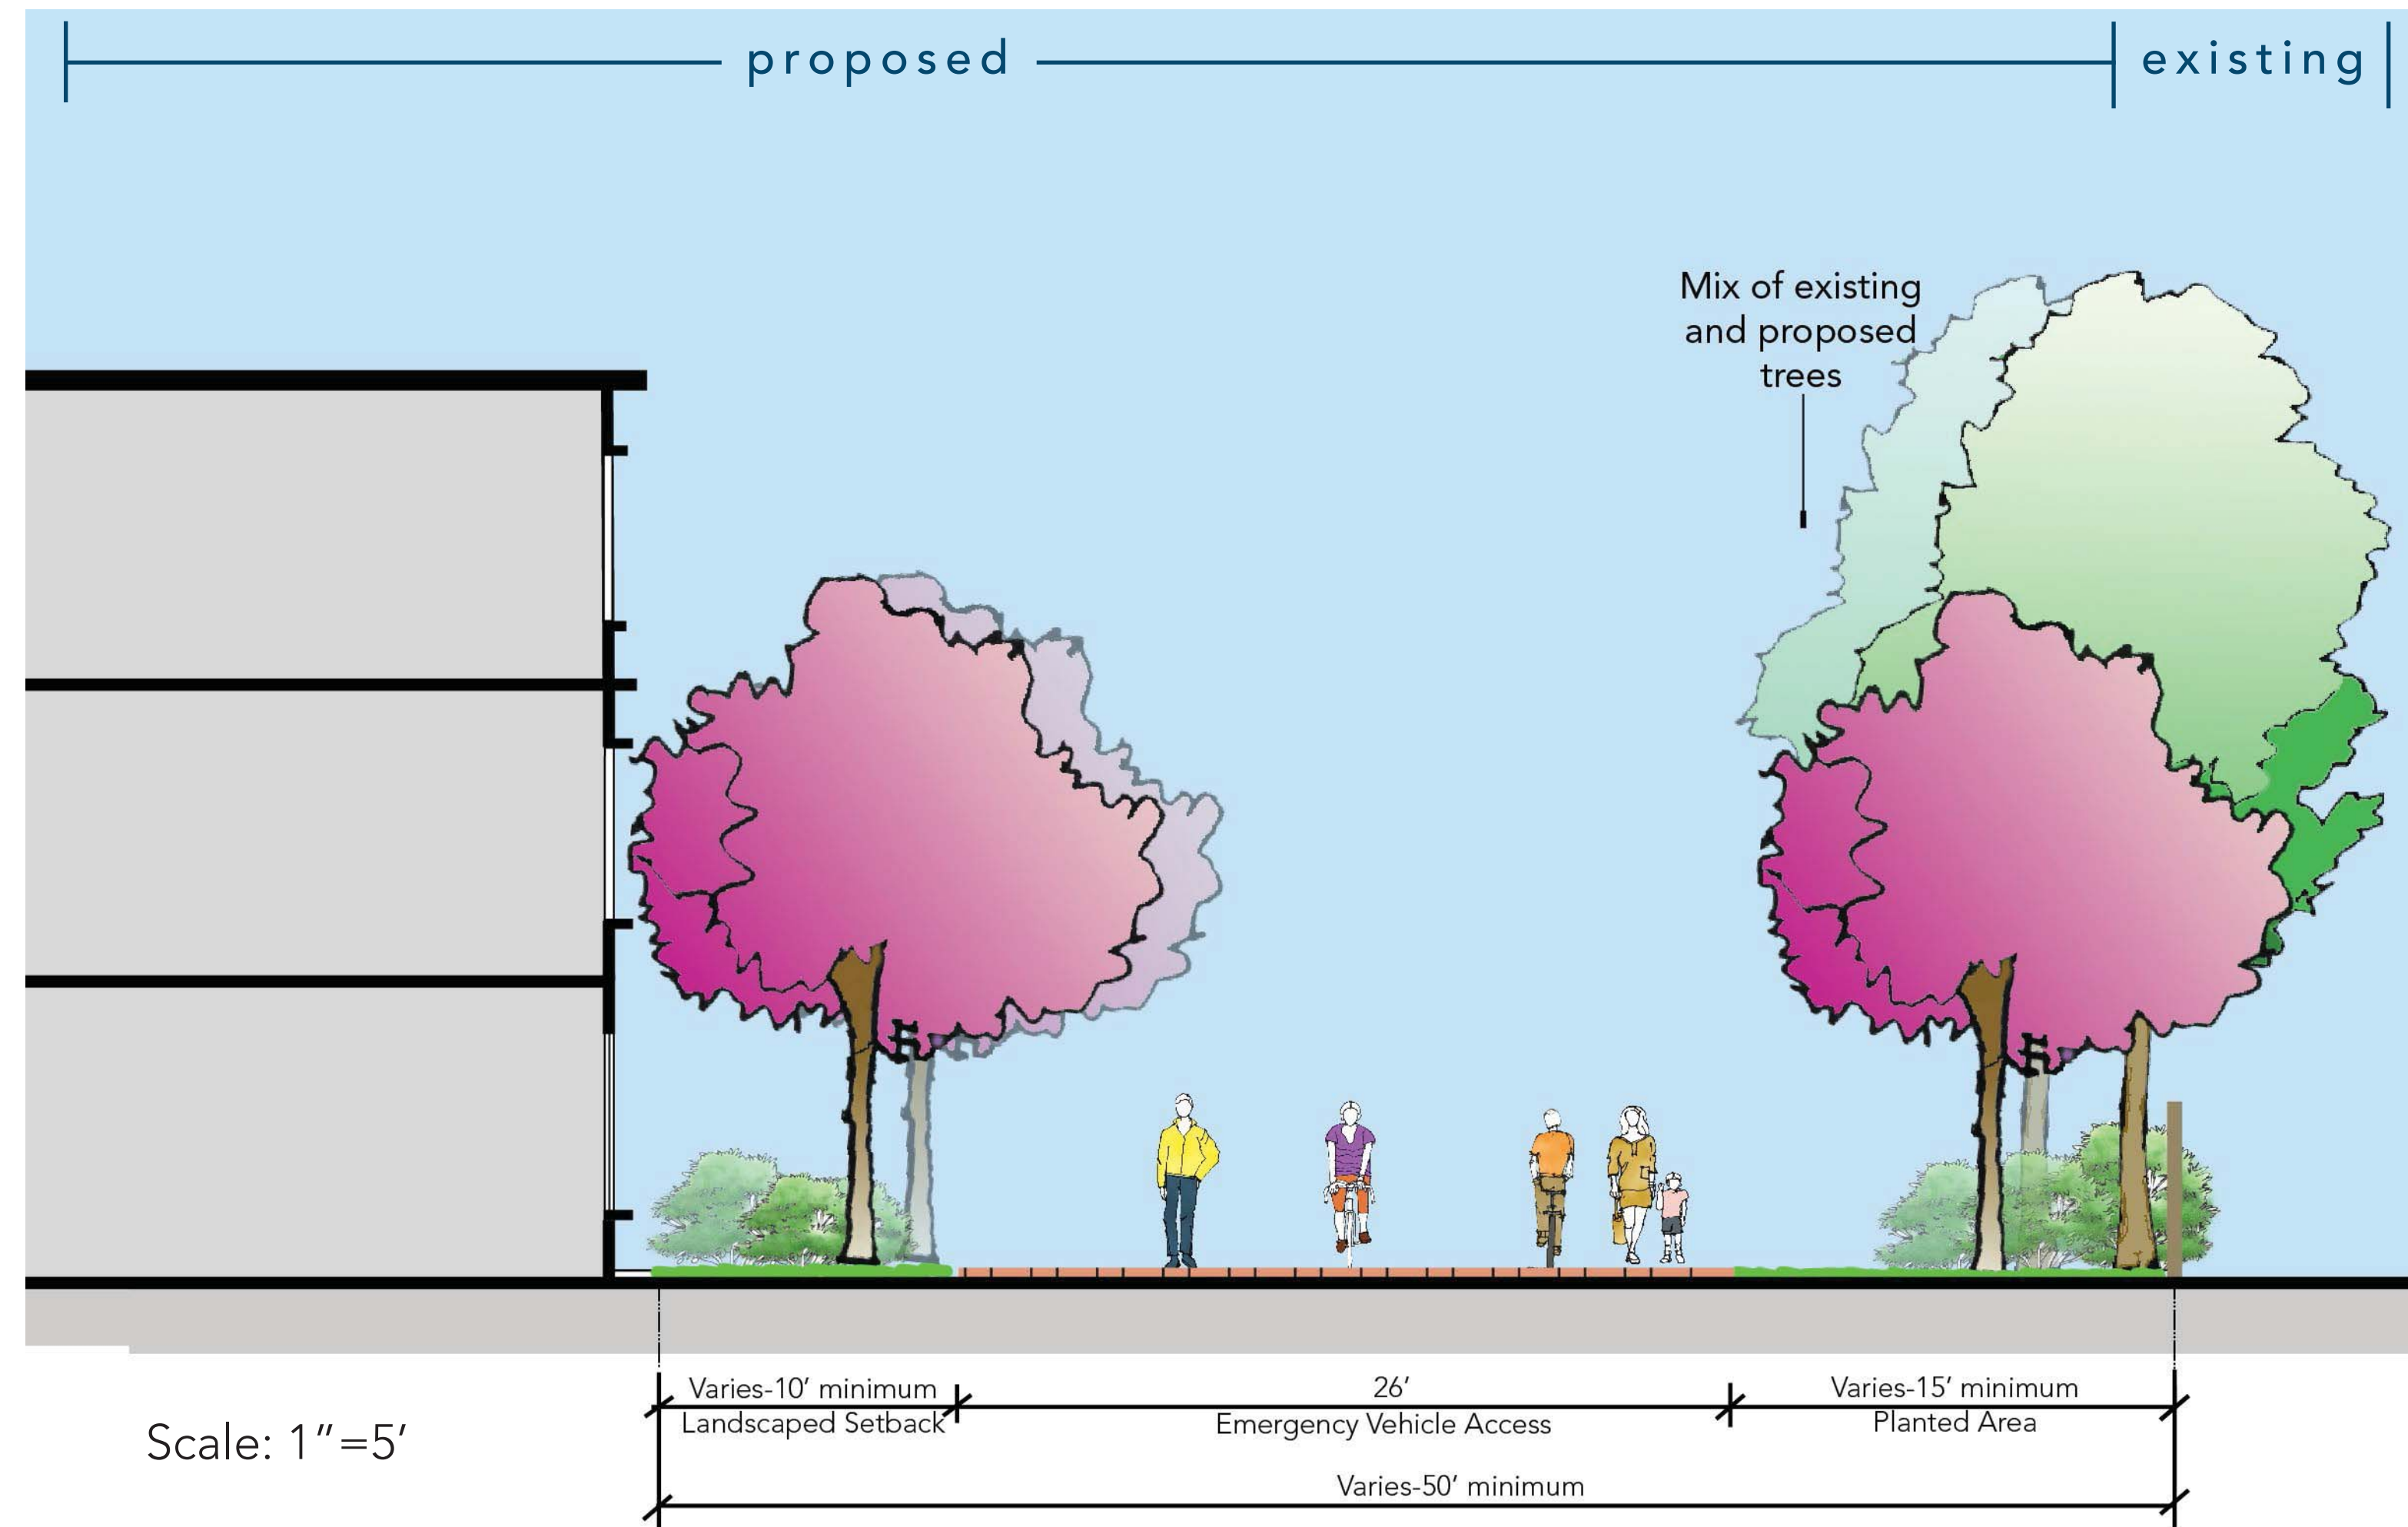 proposed existing
Mix of existing
and proposed
trees
Varies-10’ minimum 26’ Varies-15’ minimum
Landscaped Setback Emergency Vehicle Access Planted Area
Scale: 1”=5’
Varies-50’ minimum